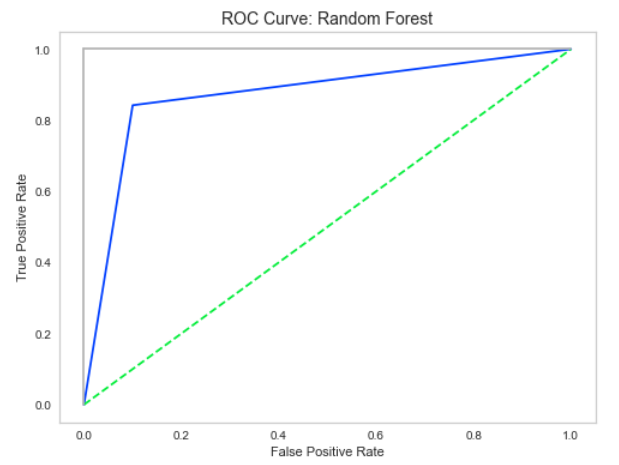 ROC Curve: Random Forest
1.0
0.8
0.6
0.4
0.2
0.0
True Positive Rate
0.0 0.2 0.4 0.6 0.8 1.0
False Positive Rate